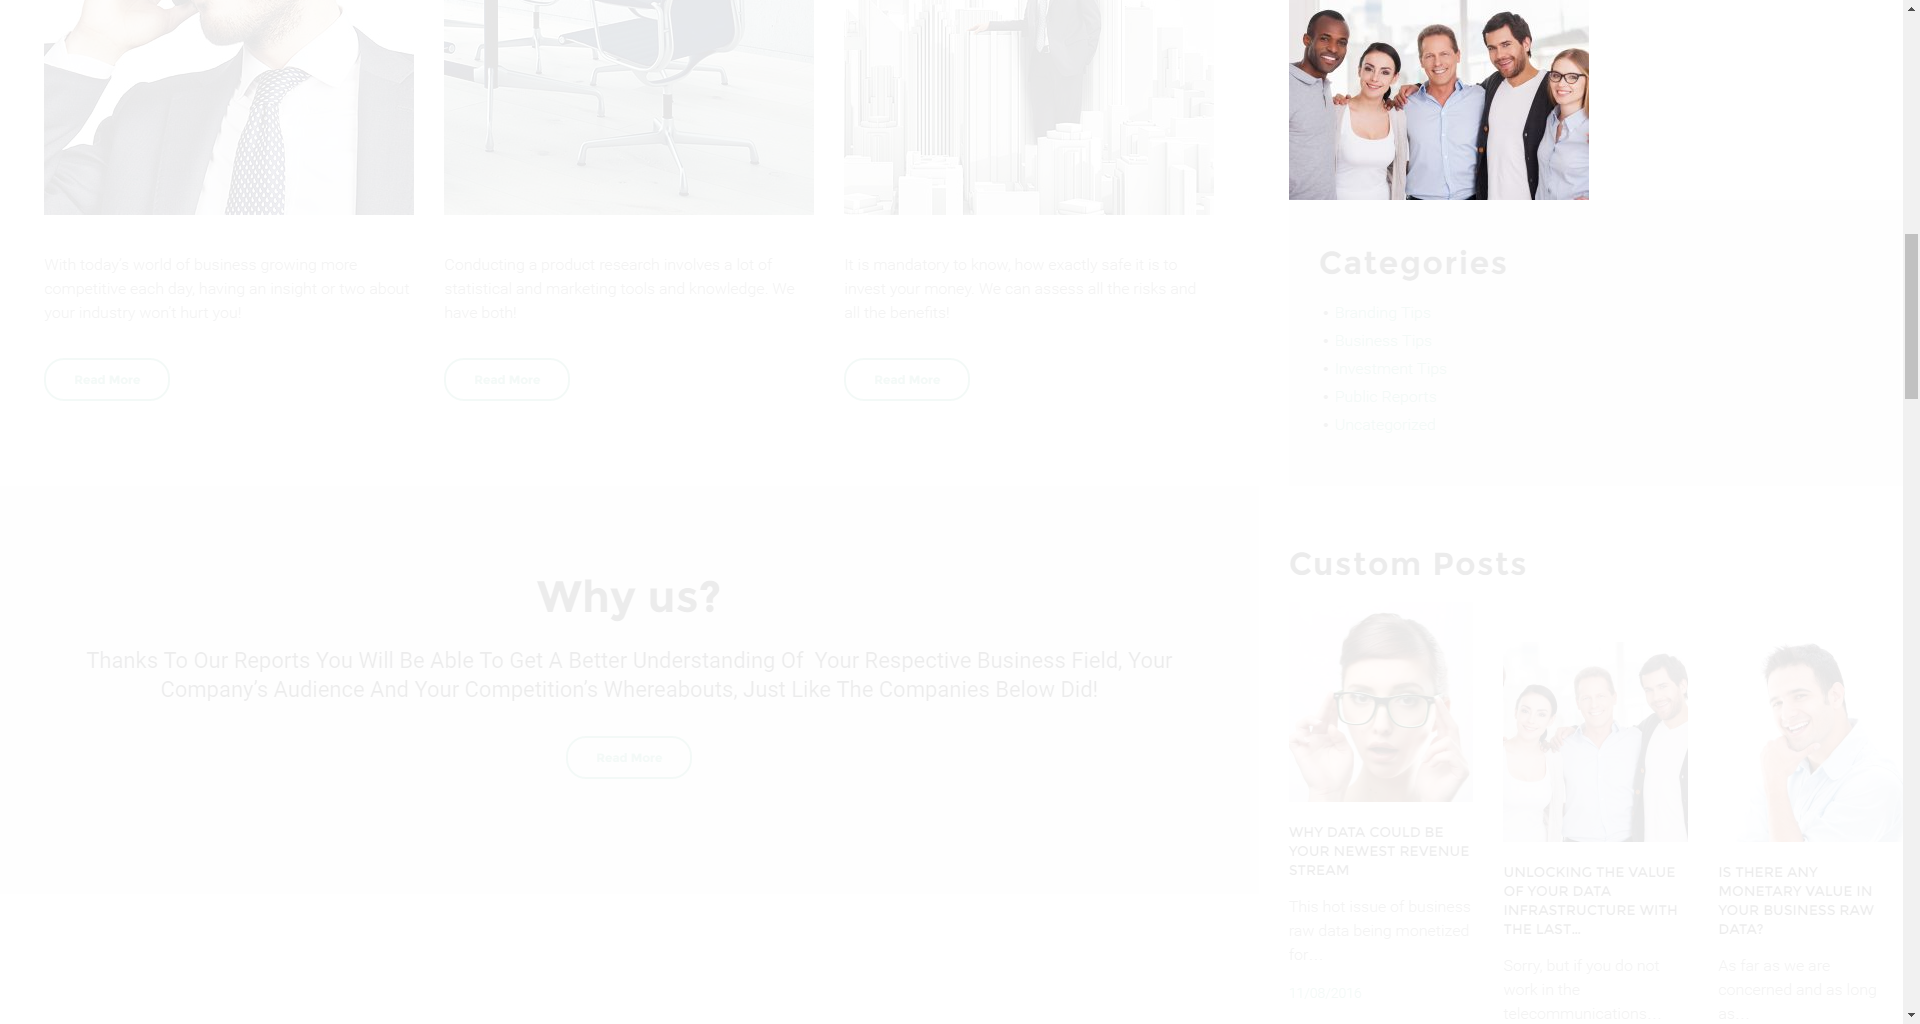 With today's world of business growing more
competitive each day, having an insight or two about
your industry won't hurt you!
Read More
Conducting a product research involves a lot of
statistical and marketing tools and knowledge. We
have both!
Read More
It is mandatory to know, how exactly safe it is to
invest your money. We can assess all the risks and
all the benefits!
Read More
Categories
Branding Tips
Business Tips
Investment Tips
Public Reports
Uncategorized
Why us?
Thanks To Our Reports You Will Be Able To Get A Better Understanding Of Your Respective Business Field, Your
Company's Audience And Your Competition's Whereabouts, Just Like The Companies Below Did!
Read More
Custom Posts
WHY DATA COULD BE
YOUR NEWEST REVENUE
STREAM
This hot issue of business
raw data being monetized
for…
11/08/2016
UNLOCKING THE VALUE
OF YOUR DATA
INFRASTRUCTURE WITH
THE LAST…
Sorry, but if you do not
work in the
telecommunications…
IS THERE ANY
MONETARY VALUE IN
YOUR BUSINESS RAW
DATA?
As far as we are
concerned and as long
as…